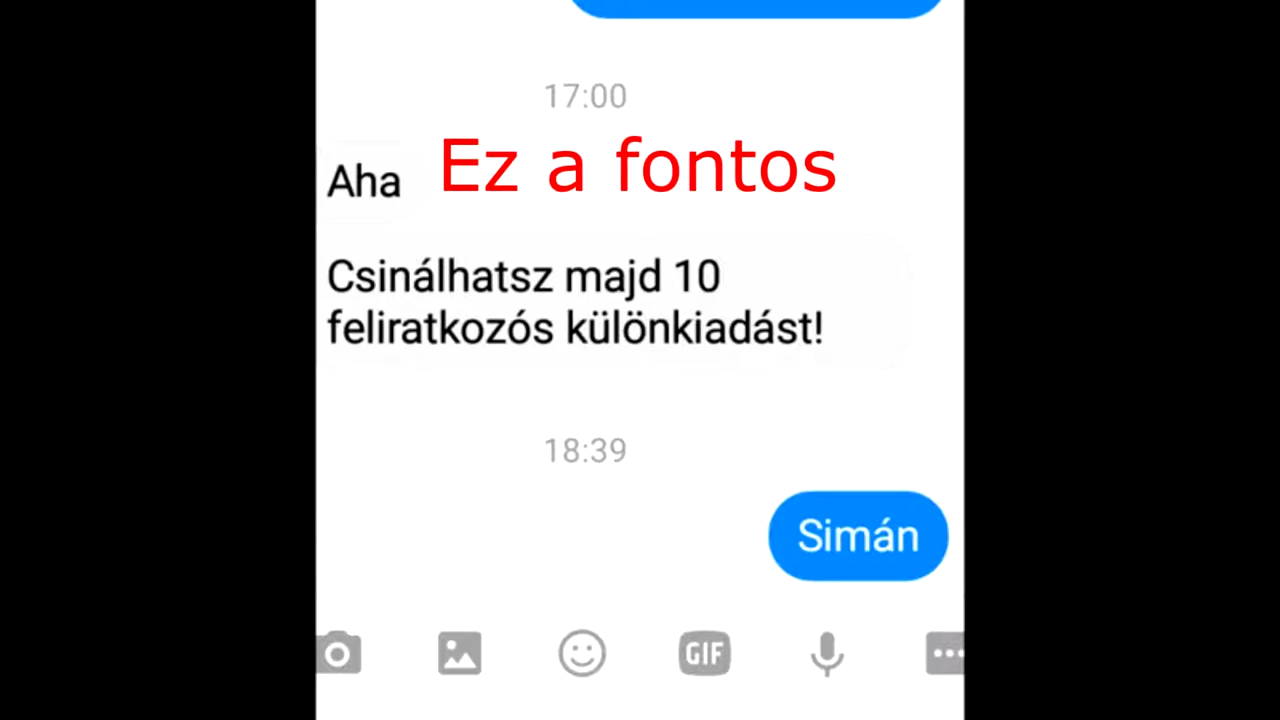 17:00
Ez a fontos
Aha
Csinálhatsz majd 10
feliratkozós különkiadást!
18:39
Simán
GIF